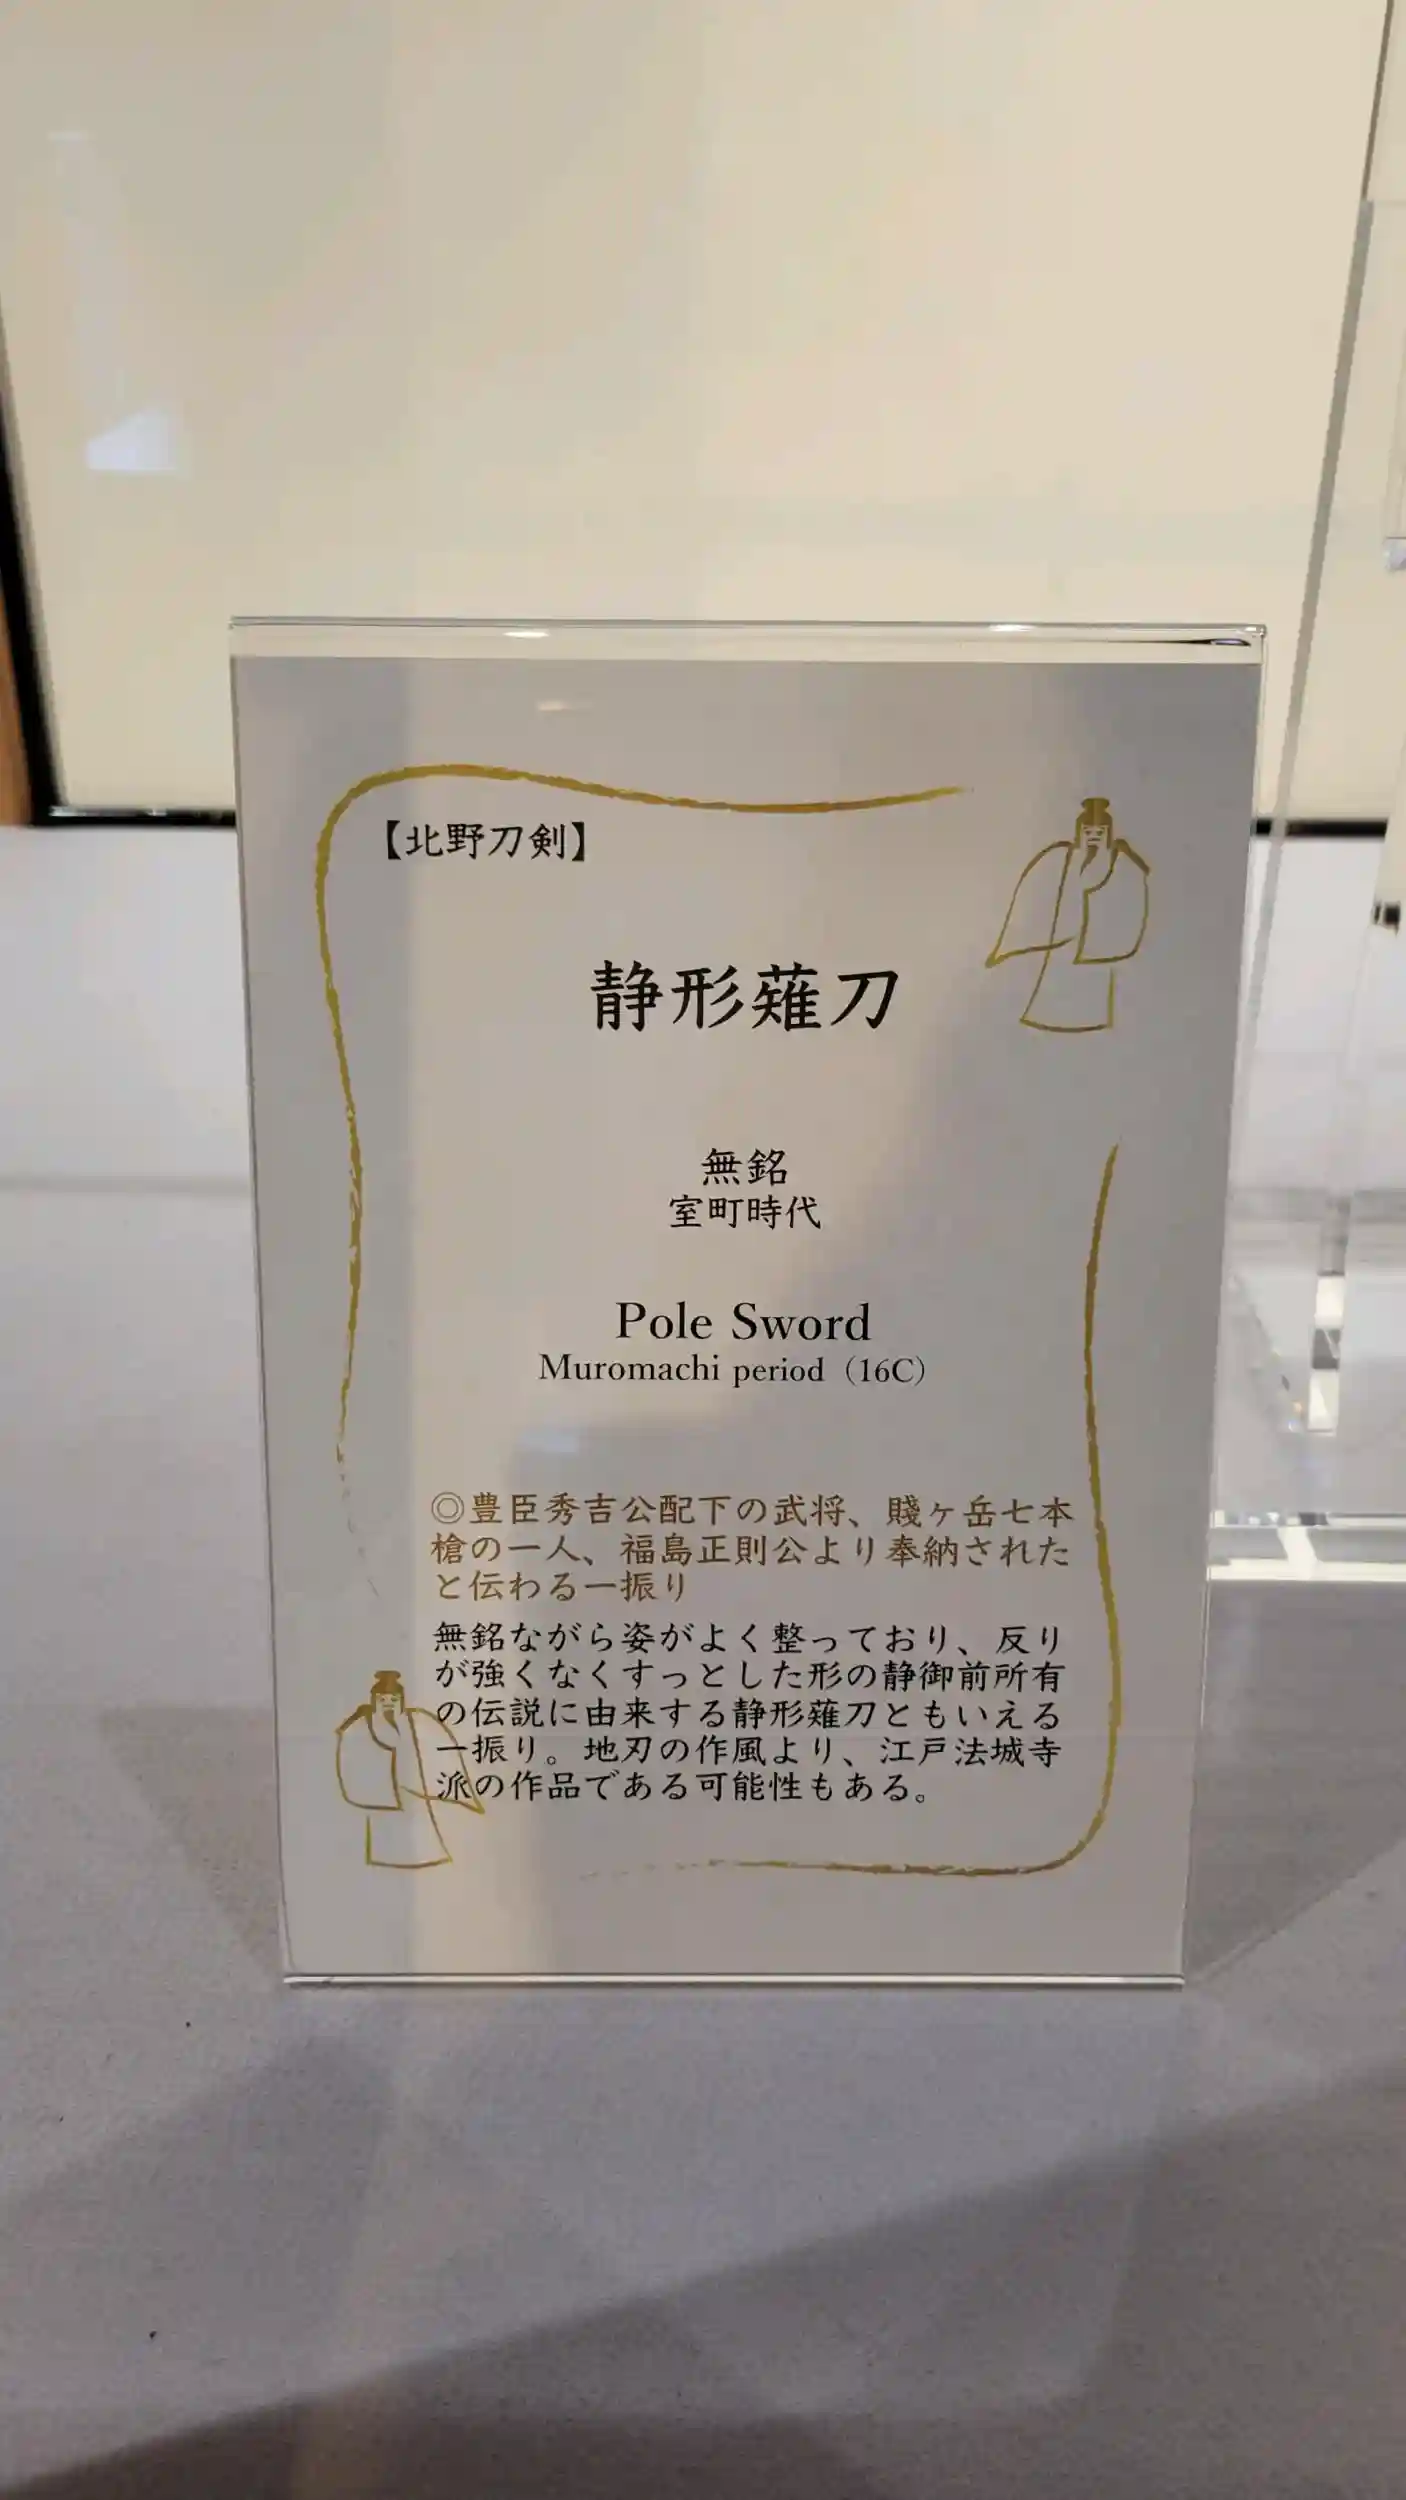 【北野刀剣】
静形薙刀
無銘
室町時代
Pole Sword
Muromachi period（16C）
◎豊臣秀吉公配下の武将、賤ヶ岳七本
槍の一人、福島正則公より奉納された
と伝わる一振り
無銘ながら姿がよく整っており、反り
が強くなくすっとした形の静御前所有
の伝説に由来する静形薙刀ともいえる
一振り。地刃の作風より、江戸法城寺
派の作品である可能性もある。